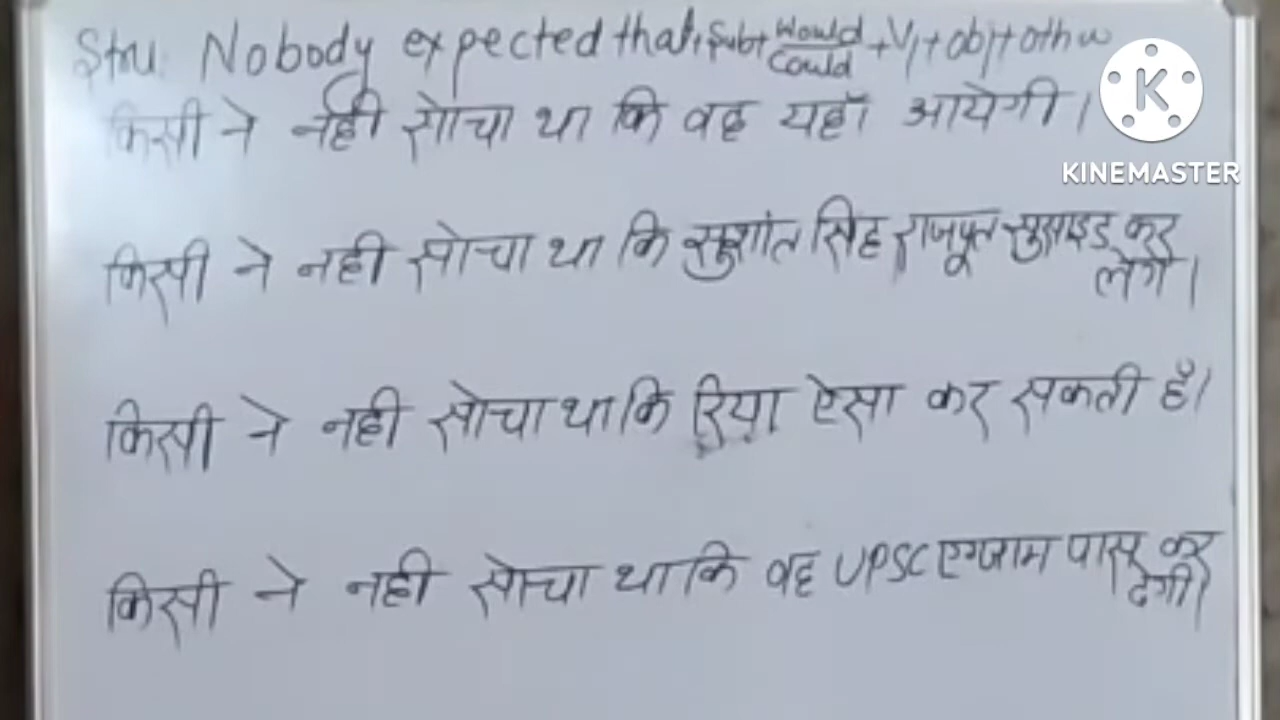 Stru. Nobody expected that + Sub + Would/Could + V₁ + obj + oth w
किसी ने नही सोचा था कि वह यहाँ आयेगी।
KINEMASTER
किसी ने नही सोचा था कि सुशांत सिंह राजपूत सुसाइड कर
लेगे।
किसी ने नही सोचा था कि रिया ऐसा कर सकती है।
किसी ने नही सोचा था कि वह UPSC एग्जाम पास कर
देगी।